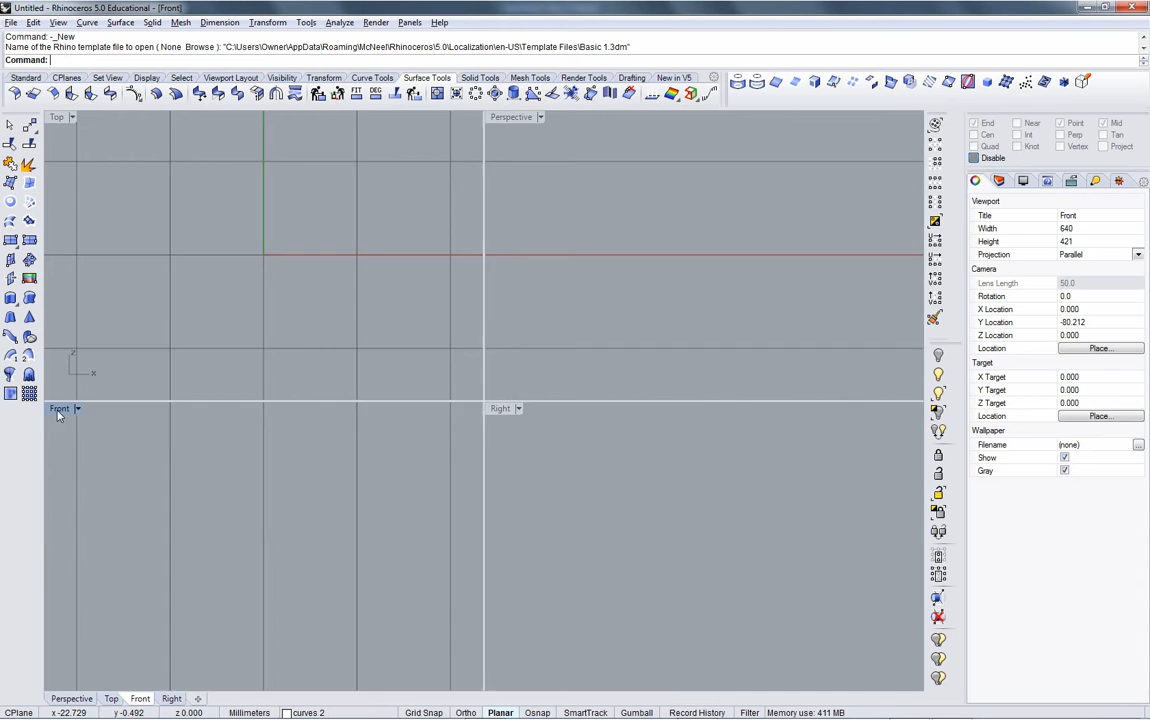 Untitled - Rhinoceros 5.0 Educational - [Front]
File Edit View Curve Surface Solid Mesh Dimension Transform Tools Analyze Render Panels Help
Command: -_New
Name of the Rhino template file to open ( None  Browse ): "C:\Users\Owner\AppData\Roaming\McNeel\Rhinoceros\5.0\Localization\en-US\Template Files\Basic 1.3dm"
Command:
Standard CPlanes Set View Display Select Viewport Layout Visibility Transform Curve Tools Surface Tools Solid Tools Mesh Tools Render Tools Drafting New in V5
FIT DEG
Top
Perspective
End Near Point Mid
Cen Int Perp Tan
Quad Knot Vertex Project
Disable
Viewport
Title Front
Width 640
Height 421
Projection Parallel
Camera
Lens Length 50.0
Rotation 0.0
X Location 0.000
Y Location -80.212
Z Location 0.000
Location Place...
Target
X Target 0.000
Y Target 0.000
Z Target 0.000
Location Place...
Wallpaper
Filename (none) ...
Show
Gray
z
x
Front
Right
Perspective Top Front Right
CPlane x -22.729 y -0.492 z 0.000 Millimeters curves 2 Grid Snap Ortho Planar Osnap SmartTrack Gumball Record History Filter Memory use: 411 MB